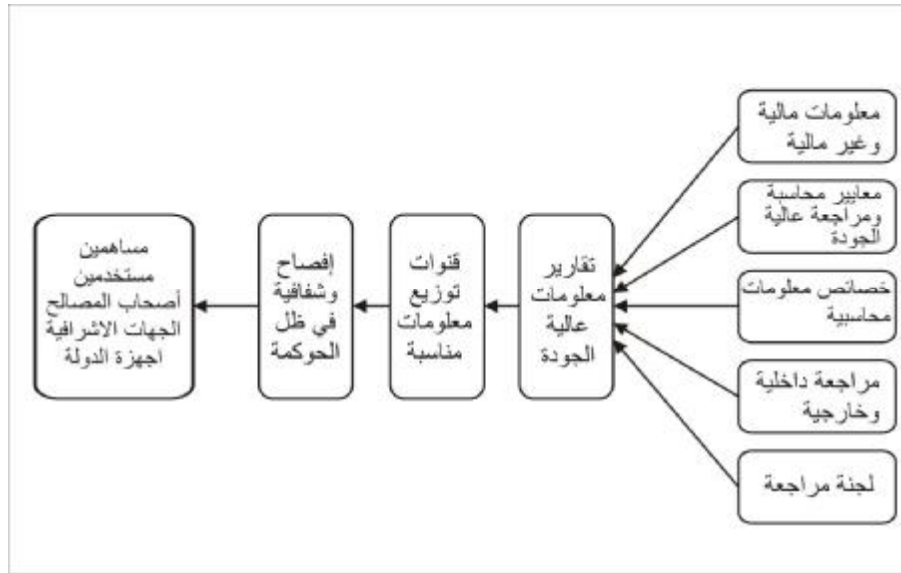 معلومات مالية
وغير مالية
معايير محاسبة
ومراجعة عالية
الجودة
خصائص معلومات
محاسبية
مراجعة داخلية
وخارجية
لجنة مراجعة
تقارير
معلومات
عالية
الجودة
قنوات
توزيع
معلومات
مناسبة
إفصاح
وشفافية
في ظل
الحوكمة
مساهمين
مستخدمين
أصحاب المصالح
الجهات الاشرافية
اجهزة الدولة